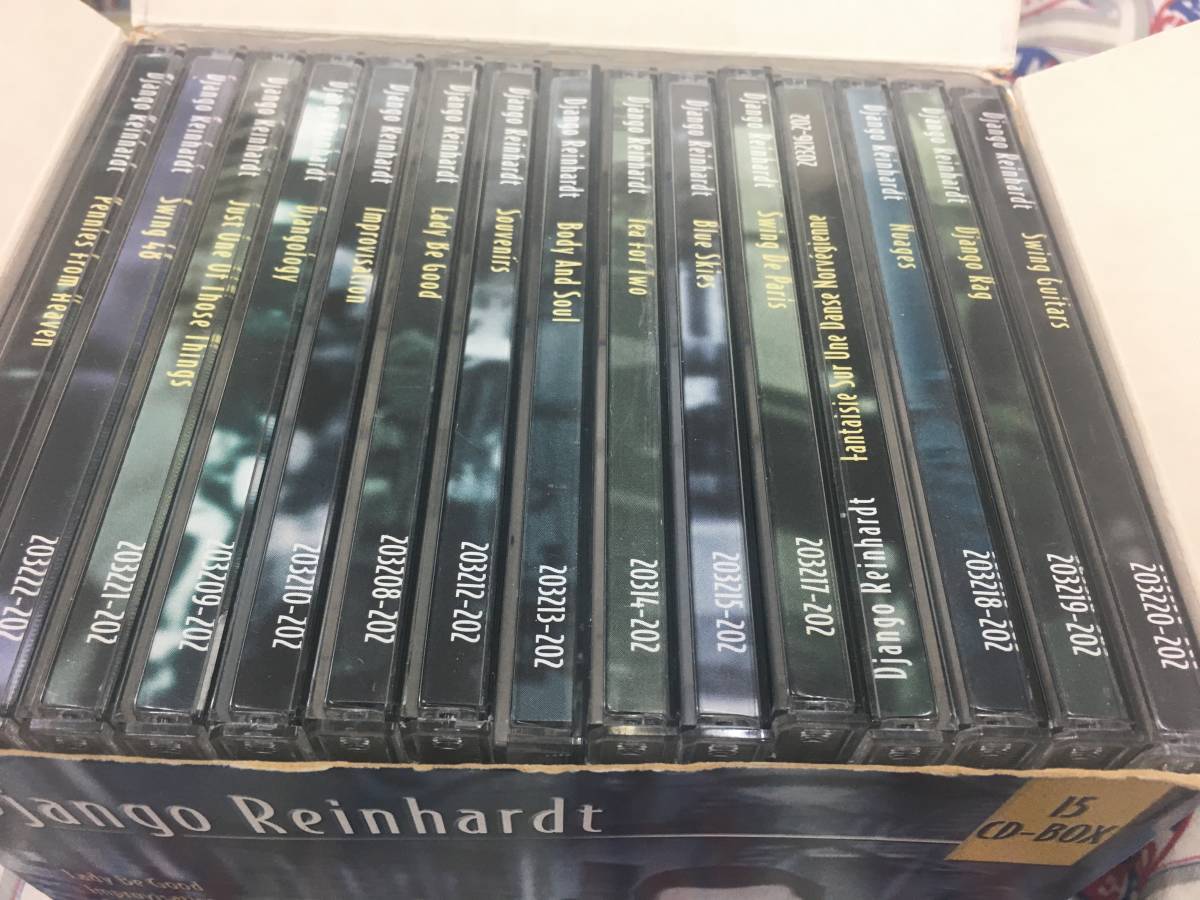 Django Reinhardt Pennies From Heaven 203222-202
Django Reinhardt Swing 48 203221-202
Django Reinhardt Just One Of Those Things 203209-202
Django Reinhardt Djangology 203210-202
Django Reinhardt Improvisation 203208-202
Django Reinhardt Lady Be Good 203212-202
Django Reinhardt Souvenirs 203213-202
Django Reinhardt Body And Soul
Django Reinhardt Tea For Two 20314-202
Django Reinhardt Blue Skies 203215-202
Django Reinhardt Swing De Paris 203217-202
Django Reinhardt Fantaisie Sur Une Danse Norvégienne
Django Reinhardt Nuages 203218-202
Django Reinhardt Django Rag 203219-202
Django Reinhardt Swing Guitars 203220-202
Django Reinhardt
15
CD-BOX
Lady Be Good